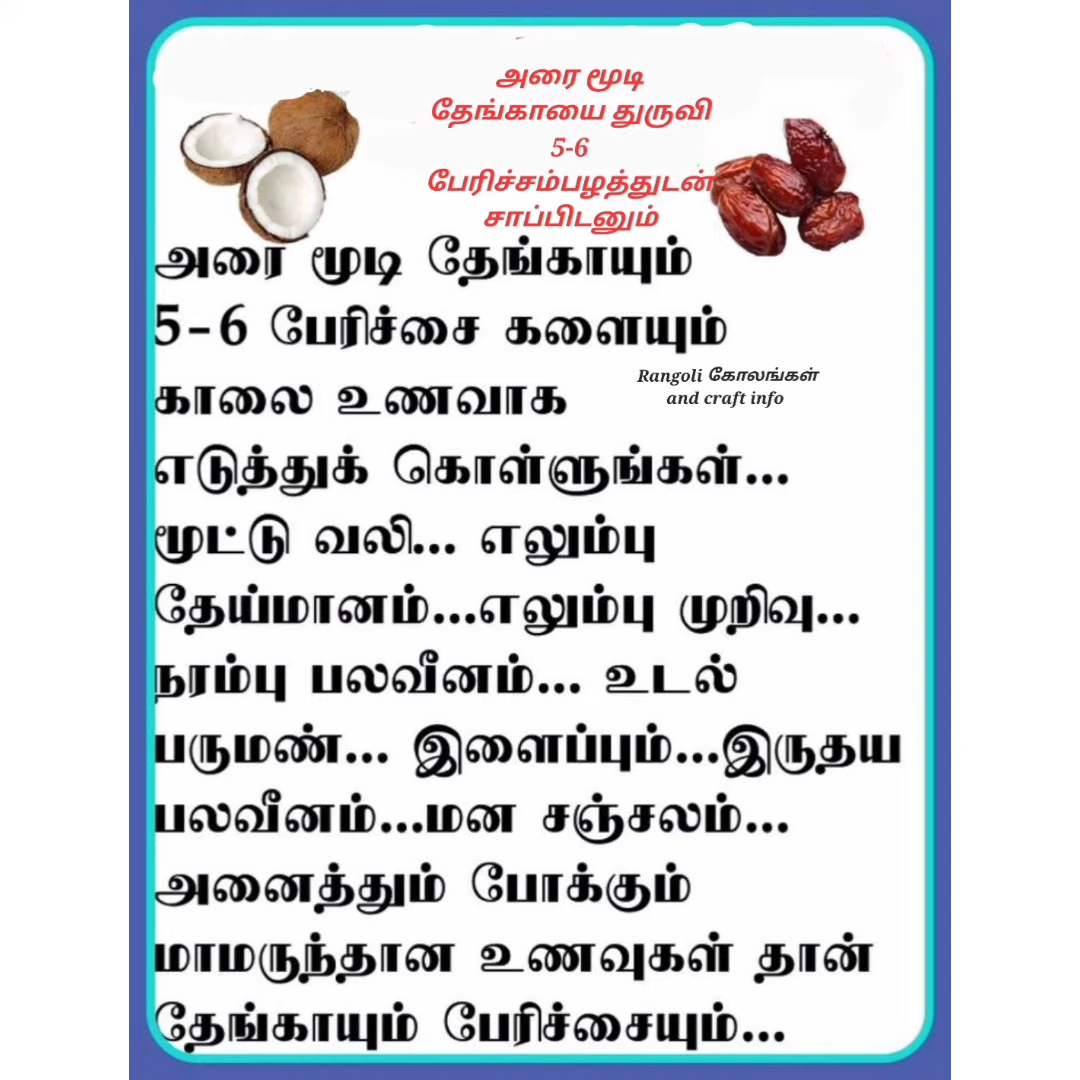 அரை மூடி
தேங்காயை துருவி
5-6
பேரிச்சம்பழத்துடன்
சாப்பிடனும்
அரை மூடி தேங்காயும்
5-6 பேரிச்சை களையும்
Rangoli கோலங்கள்
and craft info
காலை உணவாக
எடுத்துக் கொள்ளுங்கள்...
மூட்டு வலி... எலும்பு
தேய்மானம்...எலும்பு முறிவு...
நரம்பு பலவீனம்... உடல்
பருமண்... இளைப்பும்...இருதய
பலவீனம்...மன சஞ்சலம்...
அனைத்தும் போக்கும்
மாமருந்தான உணவுகள் தான்
தேங்காயும் பேரிச்சையும்...